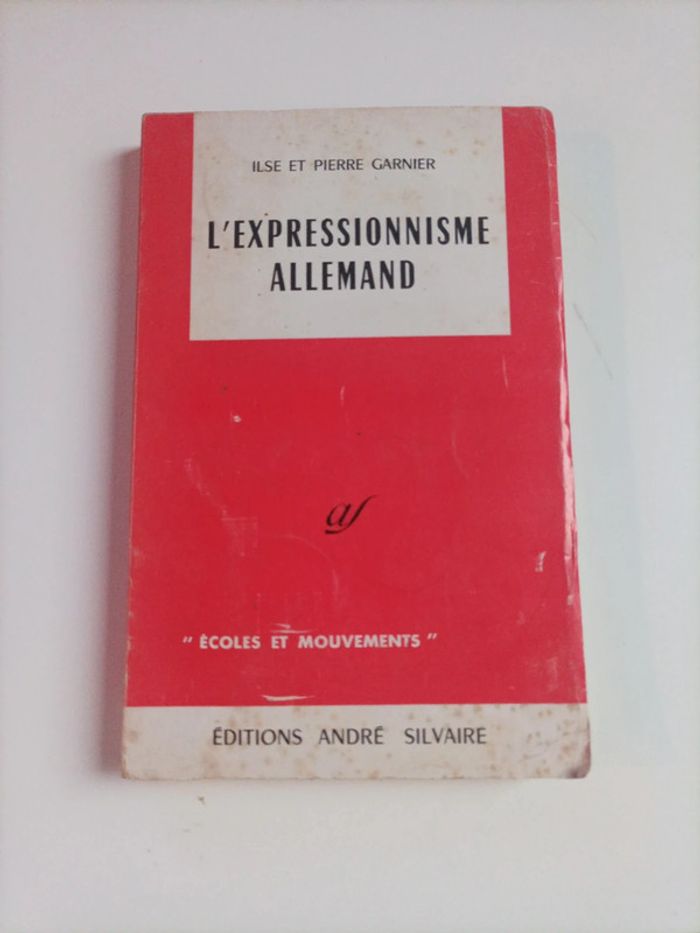 ILSE ET PIERRE GARNIER
L'EXPRESSIONNISME
ALLEMAND
as
" ÉCOLES ET MOUVEMENTS "
ÉDITIONS ANDRÉ SILVAIRE